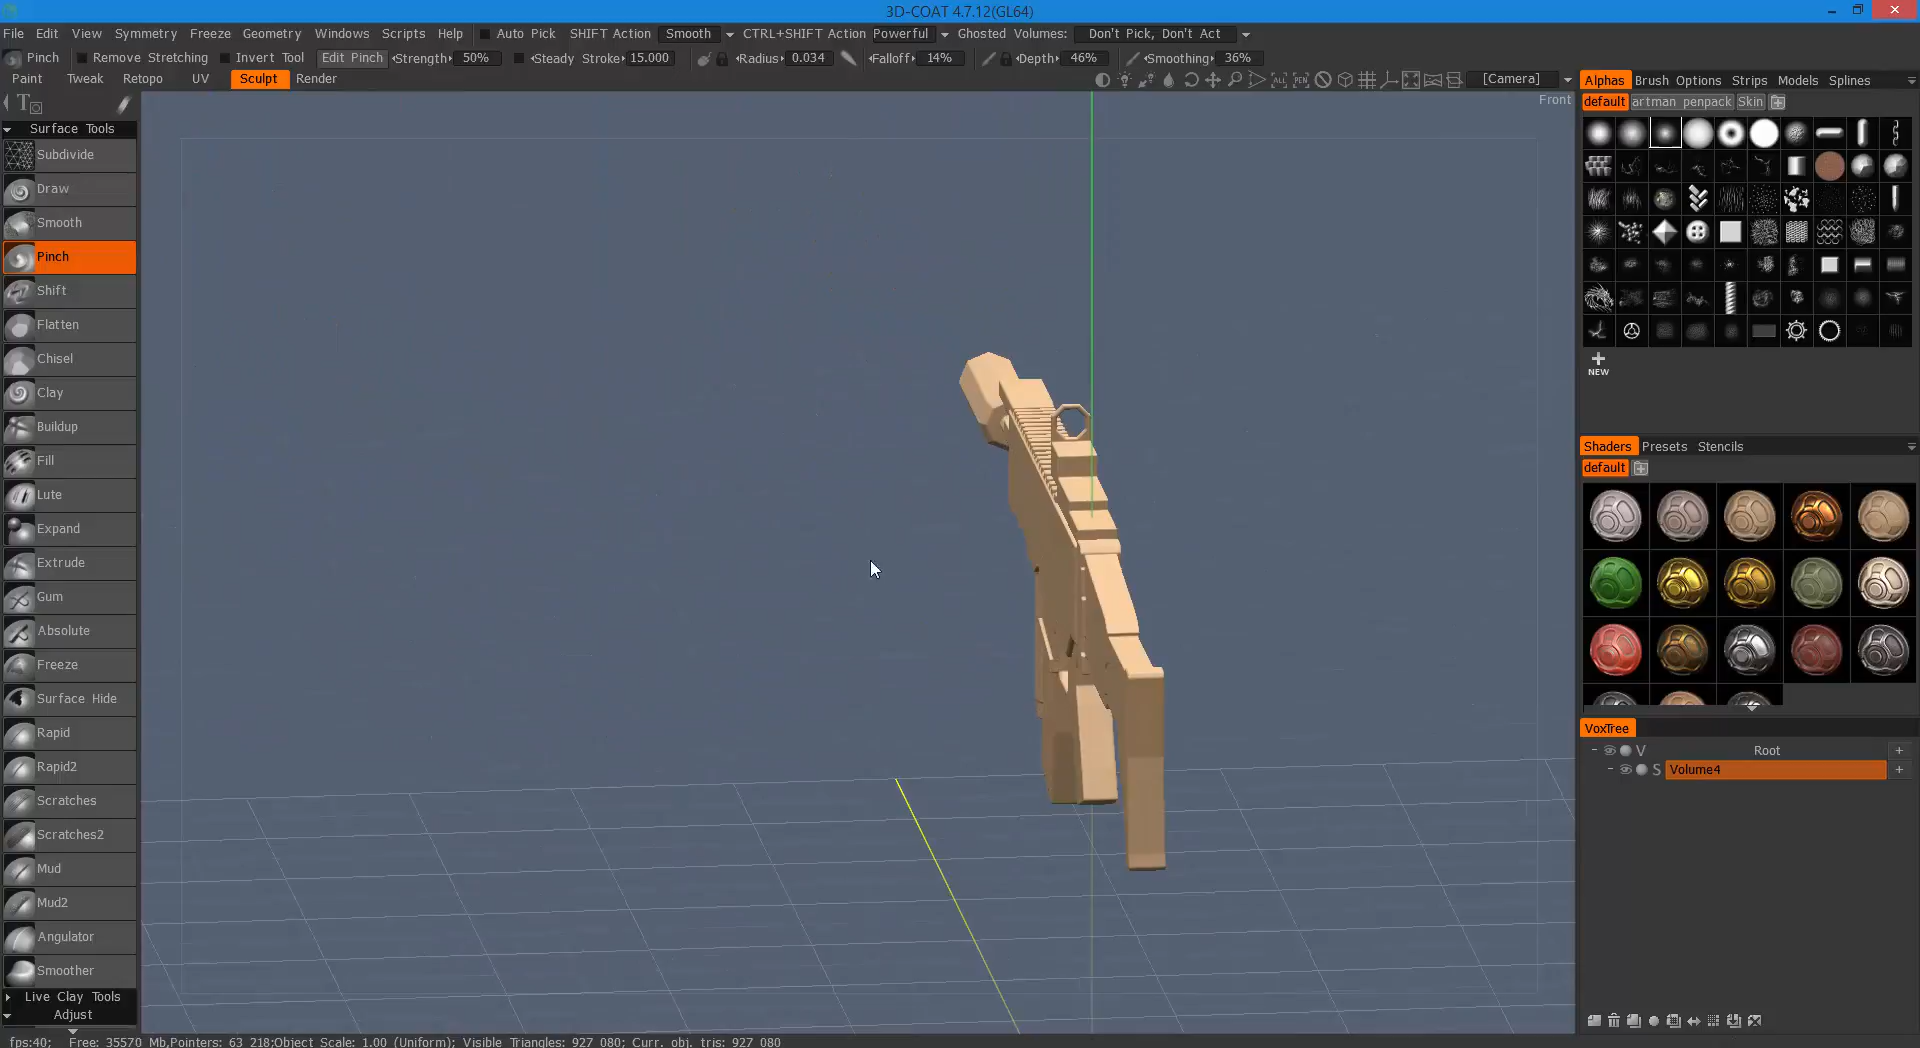 3D-COAT 4.7.12(GL64)
File Edit View Symmetry Freeze Geometry Windows Scripts Help Auto Pick SHIFT Action Smooth CTRL+SHIFT Action Powerful Ghosted Volumes: Don't Pick, Don't Act
Pinch Remove Stretching Invert Tool Edit Pinch Strength 50% Steady Stroke 15.000 Radius 0.034 Falloff 14% Depth 46% Smoothing 36%
Paint Tweak Retopo UV Sculpt Render ALL PEN [Camera]
Alphas Brush Options Strips Models Splines
default artman penpack Skin
Front
Surface Tools
Subdivide
Draw
Smooth
Pinch
Shift
Flatten
Chisel
Clay
Buildup
Fill
Lute
Expand
Extrude
Gum
Absolute
Freeze
Surface Hide
Rapid
Rapid2
Scratches
Scratches2
Mud
Mud2
Angulator
Smoother
Live Clay Tools
Adjust
NEW
Shaders Presets Stencils
default
VoxTree
V Root +
S Volume4 +
fps:40; Free: 35570 Mb,Pointers: 63 218;Object Scale: 1.00 (Uniform); Visible Triangles: 927 080; Curr. obj. tris: 927 080